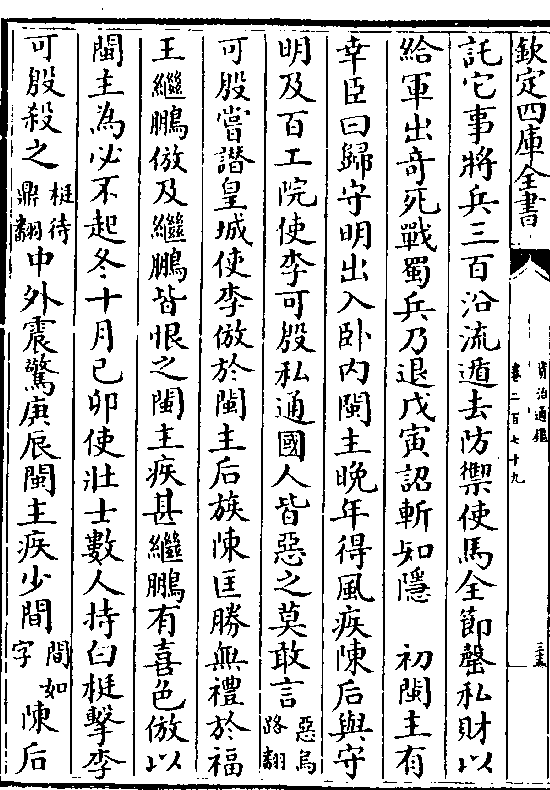 欽定四庫全書
資治通鑑
卷二百七十九
三五
託它事將兵三百沿流遁去防禦使馬全節罄私財以
給軍出奇死戰蜀兵乃退戊寅詔斬知隱　初閩主有
幸臣曰歸守明出入卧内閩主晚年得風疾陳后與守
明及百工院使李可殷私通國人皆惡之莫敢言惡烏路翻
可殷嘗譖皇城使李倣於閩主后族陳匡勝無禮於福
王繼鵬倣及繼鵬皆恨之閩主疾甚繼鵬有喜色倣以
閩主為必不起冬十月己卯使壯士數人持白梃擊李
可殷殺之梃待鼎翻中外震驚庚辰閩主疾少間間如字陳后